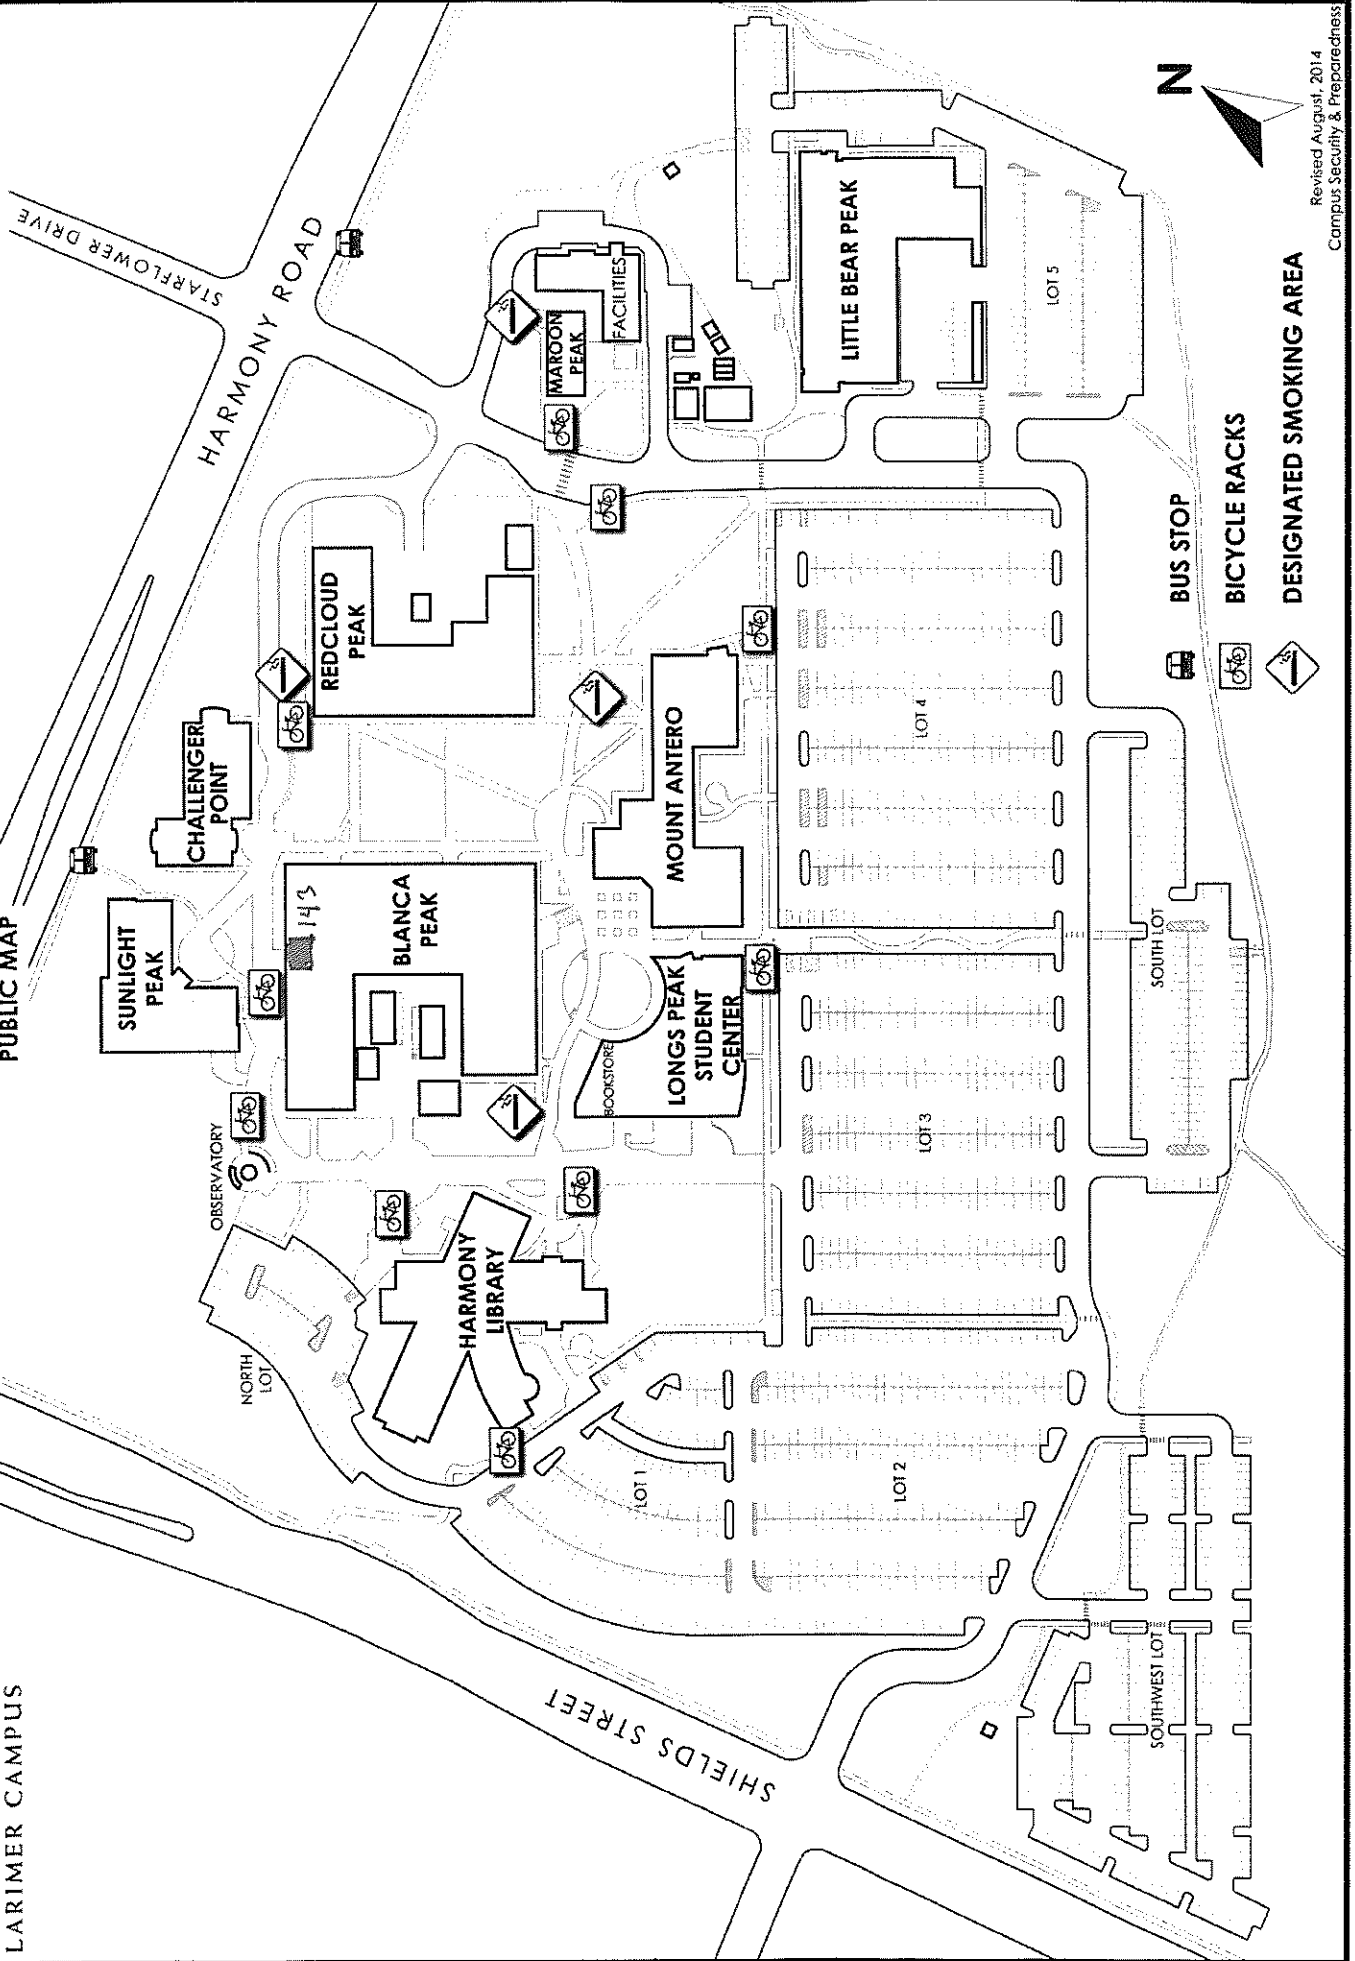 LARIMER CAMPUS
PUBLIC MAP
STARFLOWER DRIVE
HARMONY ROAD
SHIELDS STREET
OBSERVATORY
NORTH
LOT
SUNLIGHT
PEAK
CHALLENGER
POINT
143
BLANCA
PEAK
REDCLOUD
PEAK
MAROON
PEAK
FACILITIES
HARMONY
LIBRARY
BOOKSTORE
LONGS PEAK
STUDENT
CENTER
MOUNT ANTERO
LITTLE BEAR PEAK
LOT 1
LOT 2
LOT 3
LOT 4
LOT 5
SOUTH LOT
SOUTHWEST LOT
BUS STOP
BICYCLE RACKS
DESIGNATED SMOKING AREA
N
Revised August, 2014
Campus Security & Preparedness